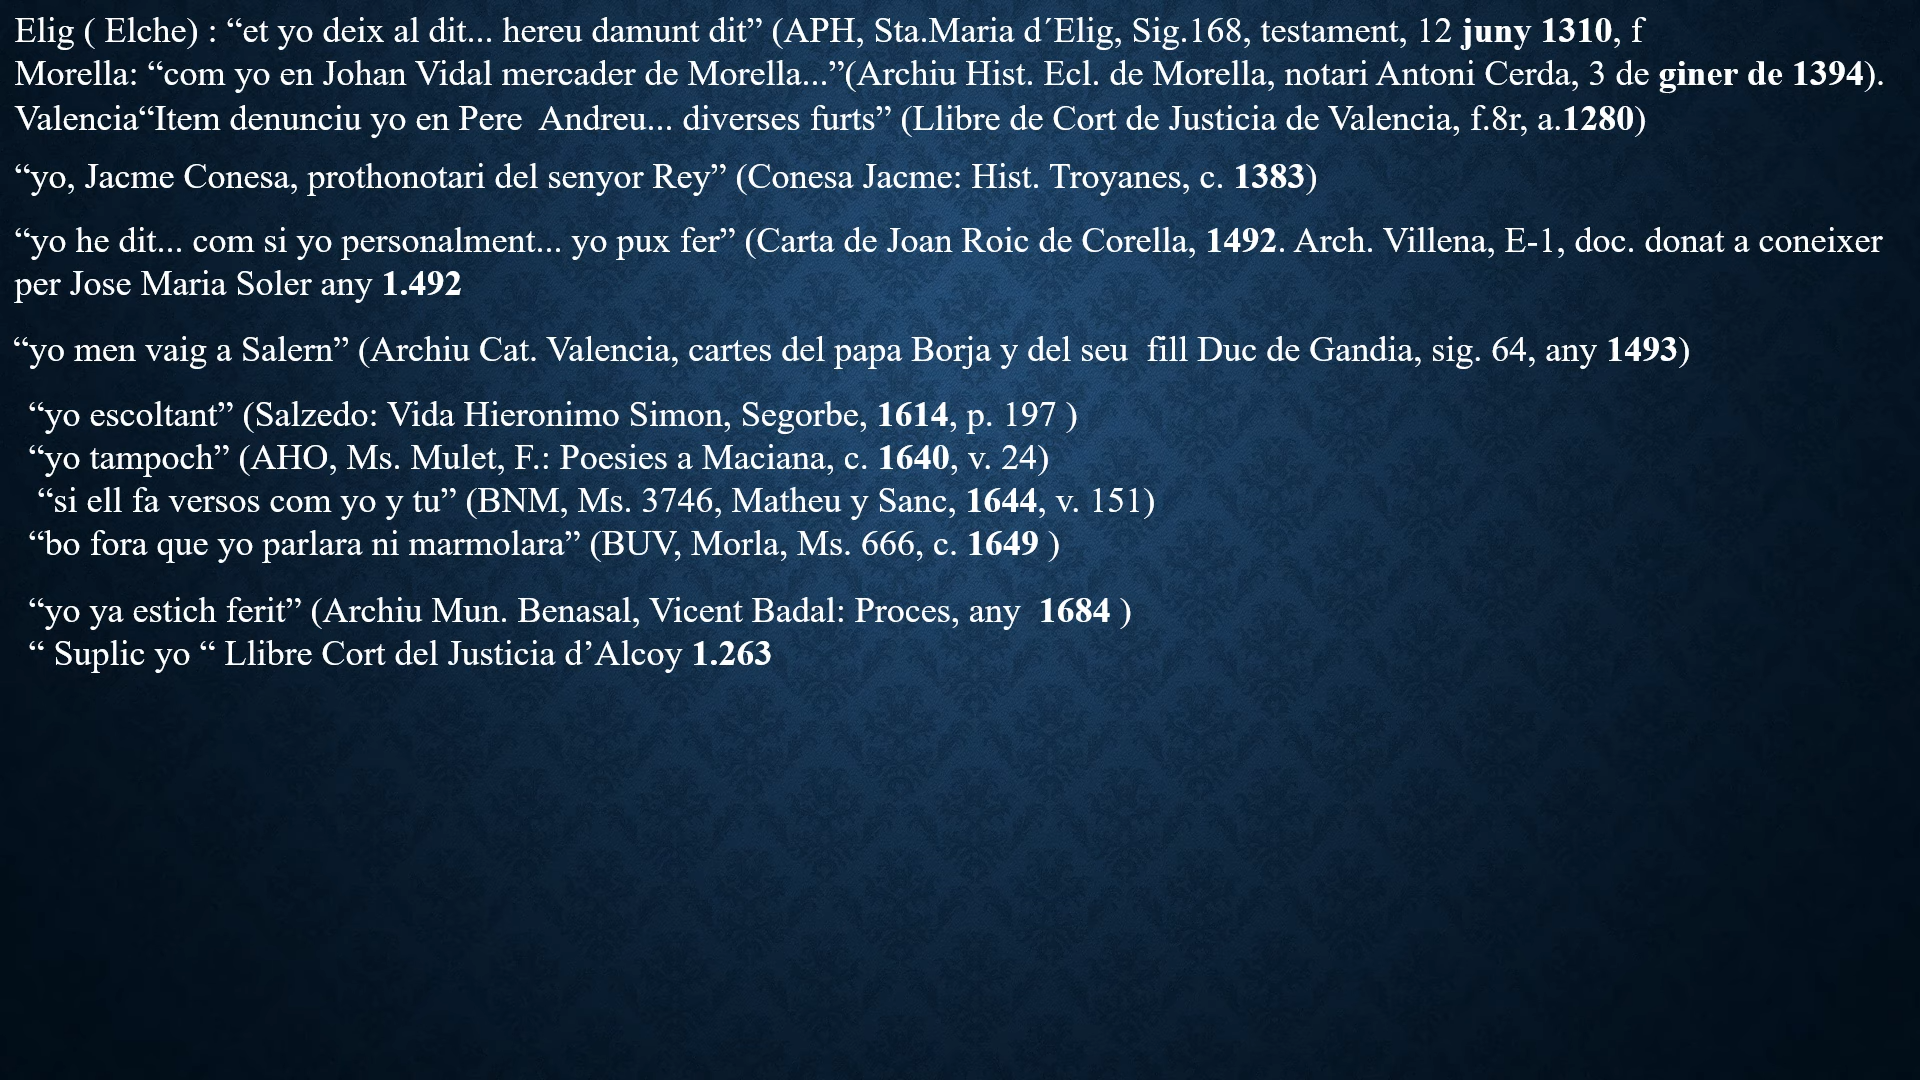 Elig ( Elche) : “et yo deix al dit... hereu damunt dit” (APH, Sta.Maria d´Elig, Sig.168, testament, 12 juny 1310, f
Morella: “com yo en Johan Vidal mercader de Morella...”(Archiu Hist. Ecl. de Morella, notari Antoni Cerda, 3 de giner de 1394).
Valencia“Item denunciu yo en Pere  Andreu... diverses furts” (Llibre de Cort de Justicia de Valencia, f.8r, a.1280)
“yo, Jacme Conesa, prothonotari del senyor Rey” (Conesa Jacme: Hist. Troyanes, c. 1383)
“yo he dit... com si yo personalment... yo pux fer” (Carta de Joan Roic de Corella, 1492. Arch. Villena, E-1, doc. donat a coneixer
per Jose Maria Soler any 1.492
“yo men vaig a Salern” (Archiu Cat. Valencia, cartes del papa Borja y del seu  fill Duc de Gandia, sig. 64, any 1493)
“yo escoltant” (Salzedo: Vida Hieronimo Simon, Segorbe, 1614, p. 197 )
“yo tampoch” (AHO, Ms. Mulet, F.: Poesies a Maciana, c. 1640, v. 24)
“si ell fa versos com yo y tu” (BNM, Ms. 3746, Matheu y Sanc, 1644, v. 151)
“bo fora que yo parlara ni marmolara” (BUV, Morla, Ms. 666, c. 1649 )
“yo ya estich ferit” (Archiu Mun. Benasal, Vicent Badal: Proces, any  1684 )
“ Suplic yo “ Llibre Cort del Justicia d’Alcoy 1.263